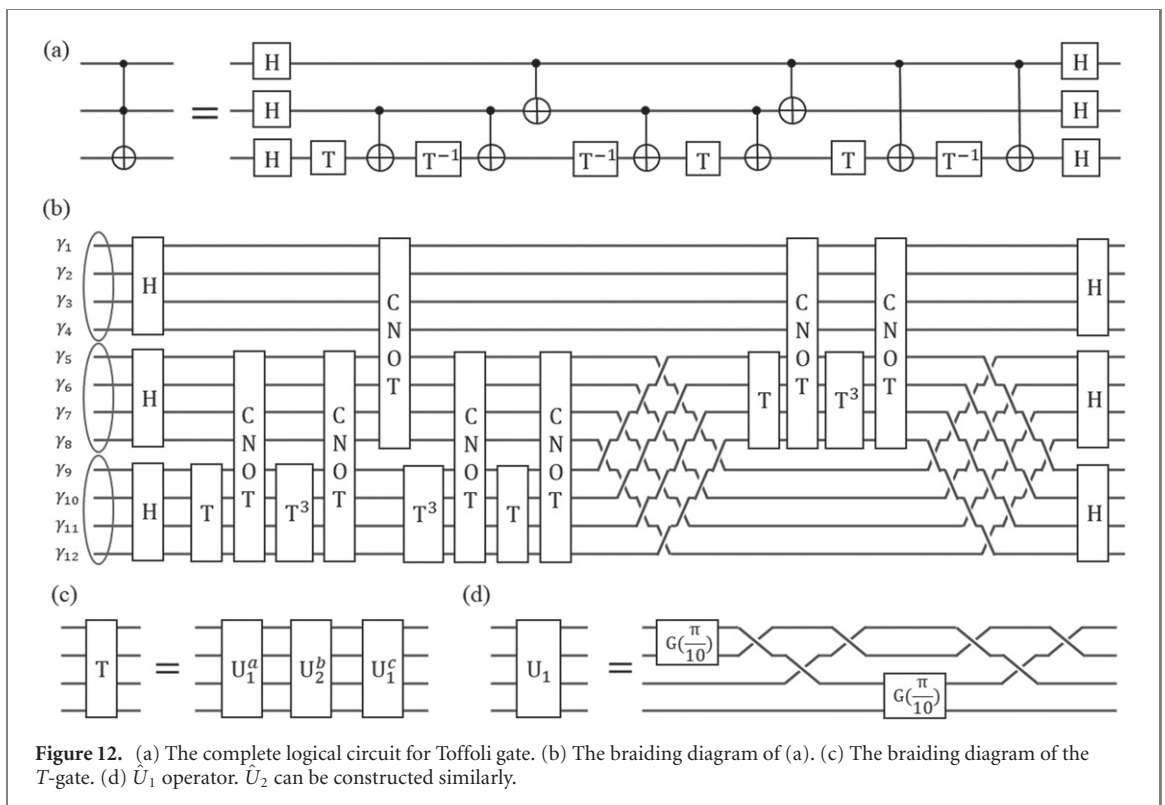 (a)
H H
= H H
H T T⁻¹ T⁻¹ T T T⁻¹ H
(b)
γ₁
γ₂
γ₃
γ₄
γ₅
γ₆
γ₇
γ₈
γ₉
γ₁₀
γ₁₁
γ₁₂
H
H
H
T
CNOT
T³
CNOT
CNOT
T³
CNOT
T
CNOT
T
CNOT
T³
CNOT
H
H
H
(c)
T = U₁ᵃ U₂ᵇ U₁ᶜ
(d)
U₁ = G(π/10) G(π/10)
Figure 12. (a) The complete logical circuit for Toffoli gate. (b) The braiding diagram of (a). (c) The braiding diagram of the
T-gate. (d) Û₁ operator. Û₂ can be constructed similarly.